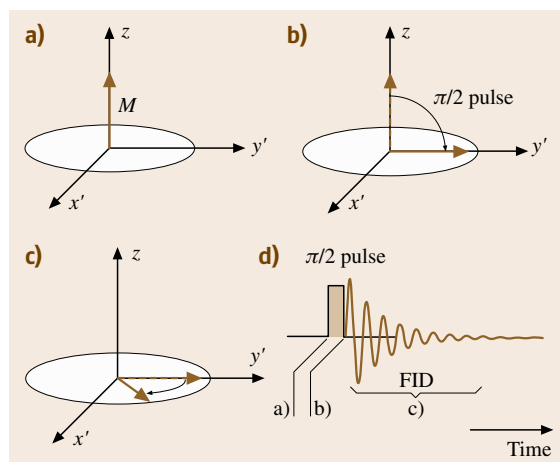 a)
z
M
y′
x′
b)
z
π/2 pulse
y′
x′
c)
z
y′
x′
d)
π/2 pulse
FID
a)
b)
c)
Time